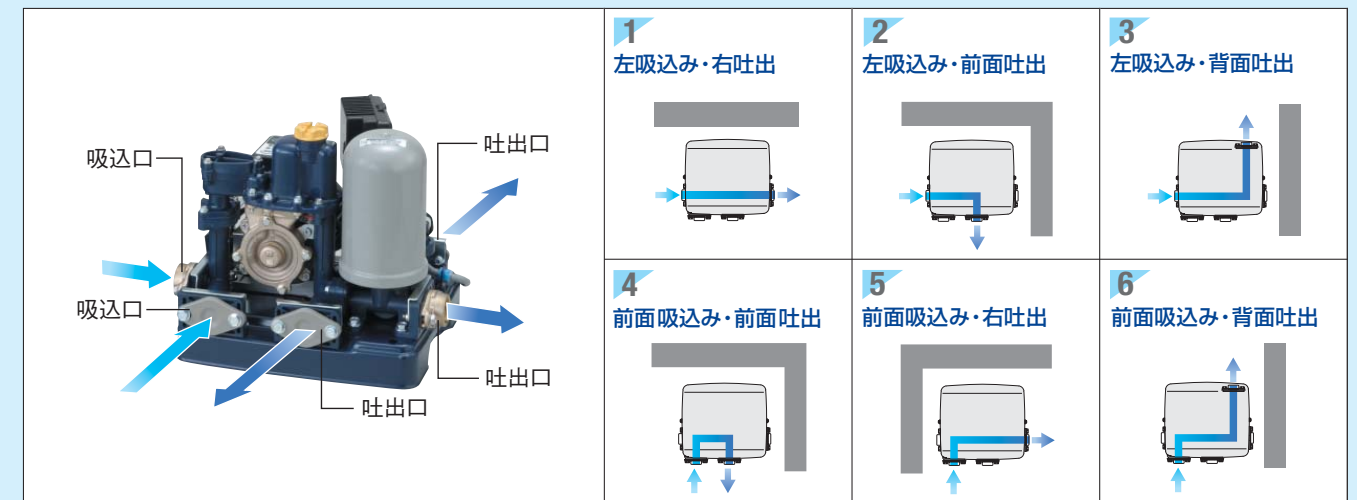 吸込口
吐出口
吸込口
吐出口
吐出口
1
左吸込み・右吐出
2
左吸込み・前面吐出
3
左吸込み・背面吐出
4
前面吸込み・前面吐出
5
前面吸込み・右吐出
6
前面吸込み・背面吐出